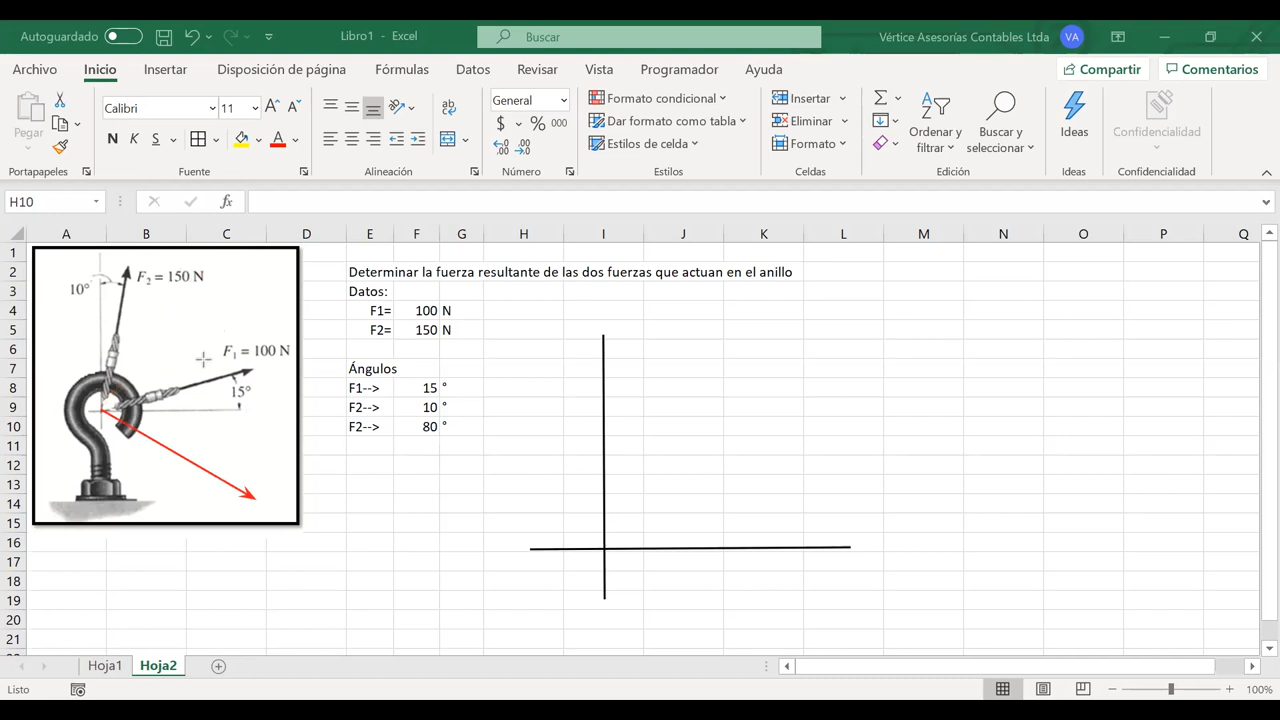 Autoguardado
Libro1 - Excel
Buscar
Vértice Asesorías Contables Ltda
VA
Archivo
Inicio
Insertar
Disposición de página
Fórmulas
Datos
Revisar
Vista
Programador
Ayuda
Compartir
Comentarios
Pegar
Calibri
11
N K S
General
$ % 000
Formato condicional
Dar formato como tabla
Estilos de celda
Insertar
Eliminar
Formato
Ordenar y filtrar
Buscar y seleccionar
Ideas
Confidencialidad
Portapapeles
Fuente
Alineación
Número
Estilos
Celdas
Edición
Ideas
Confidencialidad
H10
fx
A B C D E F G H I J K L M N O P Q
1
2 Determinar la fuerza resultante de las dos fuerzas que actuan en el anillo
3 Datos:
4 F1= 100 N
5 F2= 150 N
6
7 Ángulos
8 F1--> 15 °
9 F2--> 10 °
10 F2--> 80 °
11
12
13
14
15
16
17
18
19
20
21
F2 = 150 N
10°
F1 = 100 N
15°
Hoja1
Hoja2
Listo
100%